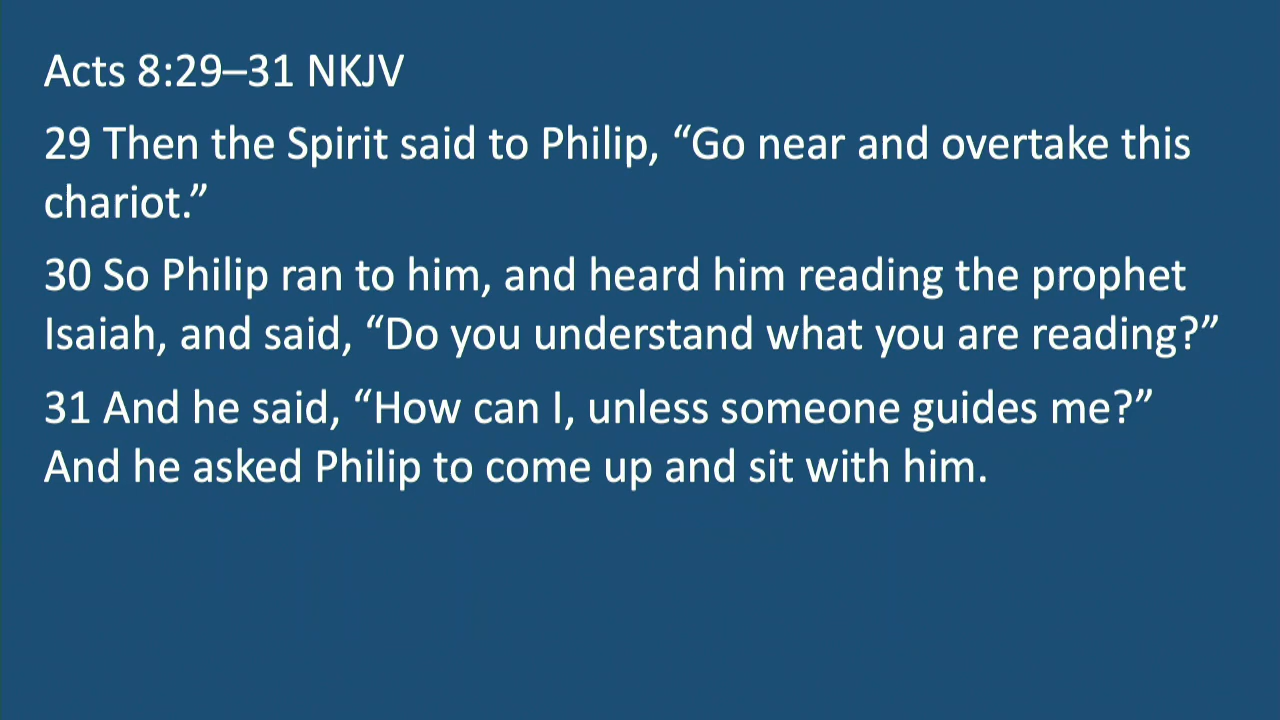 Acts 8:29–31 NKJV
29 Then the Spirit said to Philip, “Go near and overtake this
chariot.”
30 So Philip ran to him, and heard him reading the prophet
Isaiah, and said, “Do you understand what you are reading?”
31 And he said, “How can I, unless someone guides me?”
And he asked Philip to come up and sit with him.